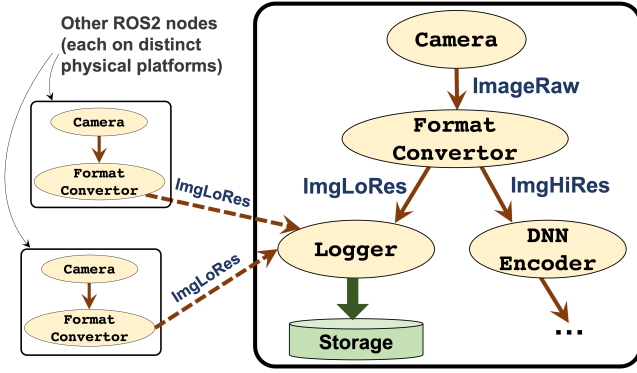 Other ROS2 nodes
(each on distinct
physical platforms)
Camera
Format
Convertor
ImgLoRes
Camera
Format
Convertor
ImgLoRes
Camera
ImageRaw
Format
Convertor
ImgLoRes
ImgHiRes
Logger
DNN
Encoder
Storage
...